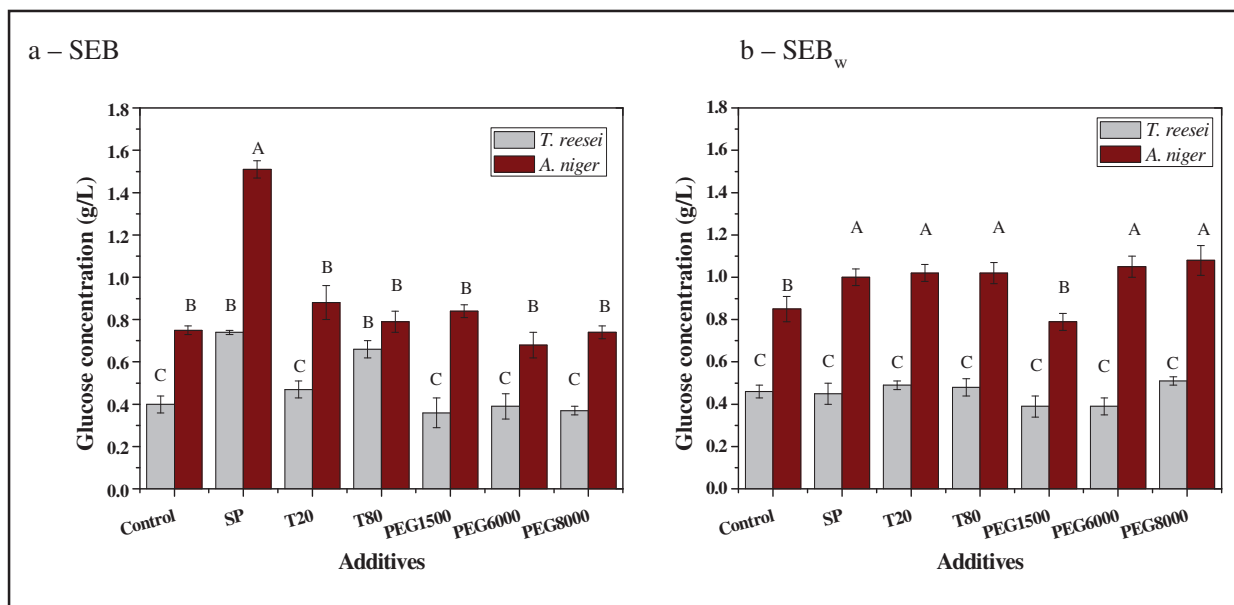 a – SEB
1.8
1.6
1.4
1.2
1.0
0.8
0.6
0.4
0.2
0.0
Glucose concentration (g/L)
T. reesei
A. niger
C B B A C B B B C B C B C B
Control SP T20 T80 PEG1500 PEG6000 PEG8000
Additives
b – SEBw
1.8
1.6
1.4
1.2
1.0
0.8
0.6
0.4
0.2
0.0
Glucose concentration (g/L)
T. reesei
A. niger
C B C A C A C A C B C A C A
Control SP T20 T80 PEG1500 PEG6000 PEG8000
Additives